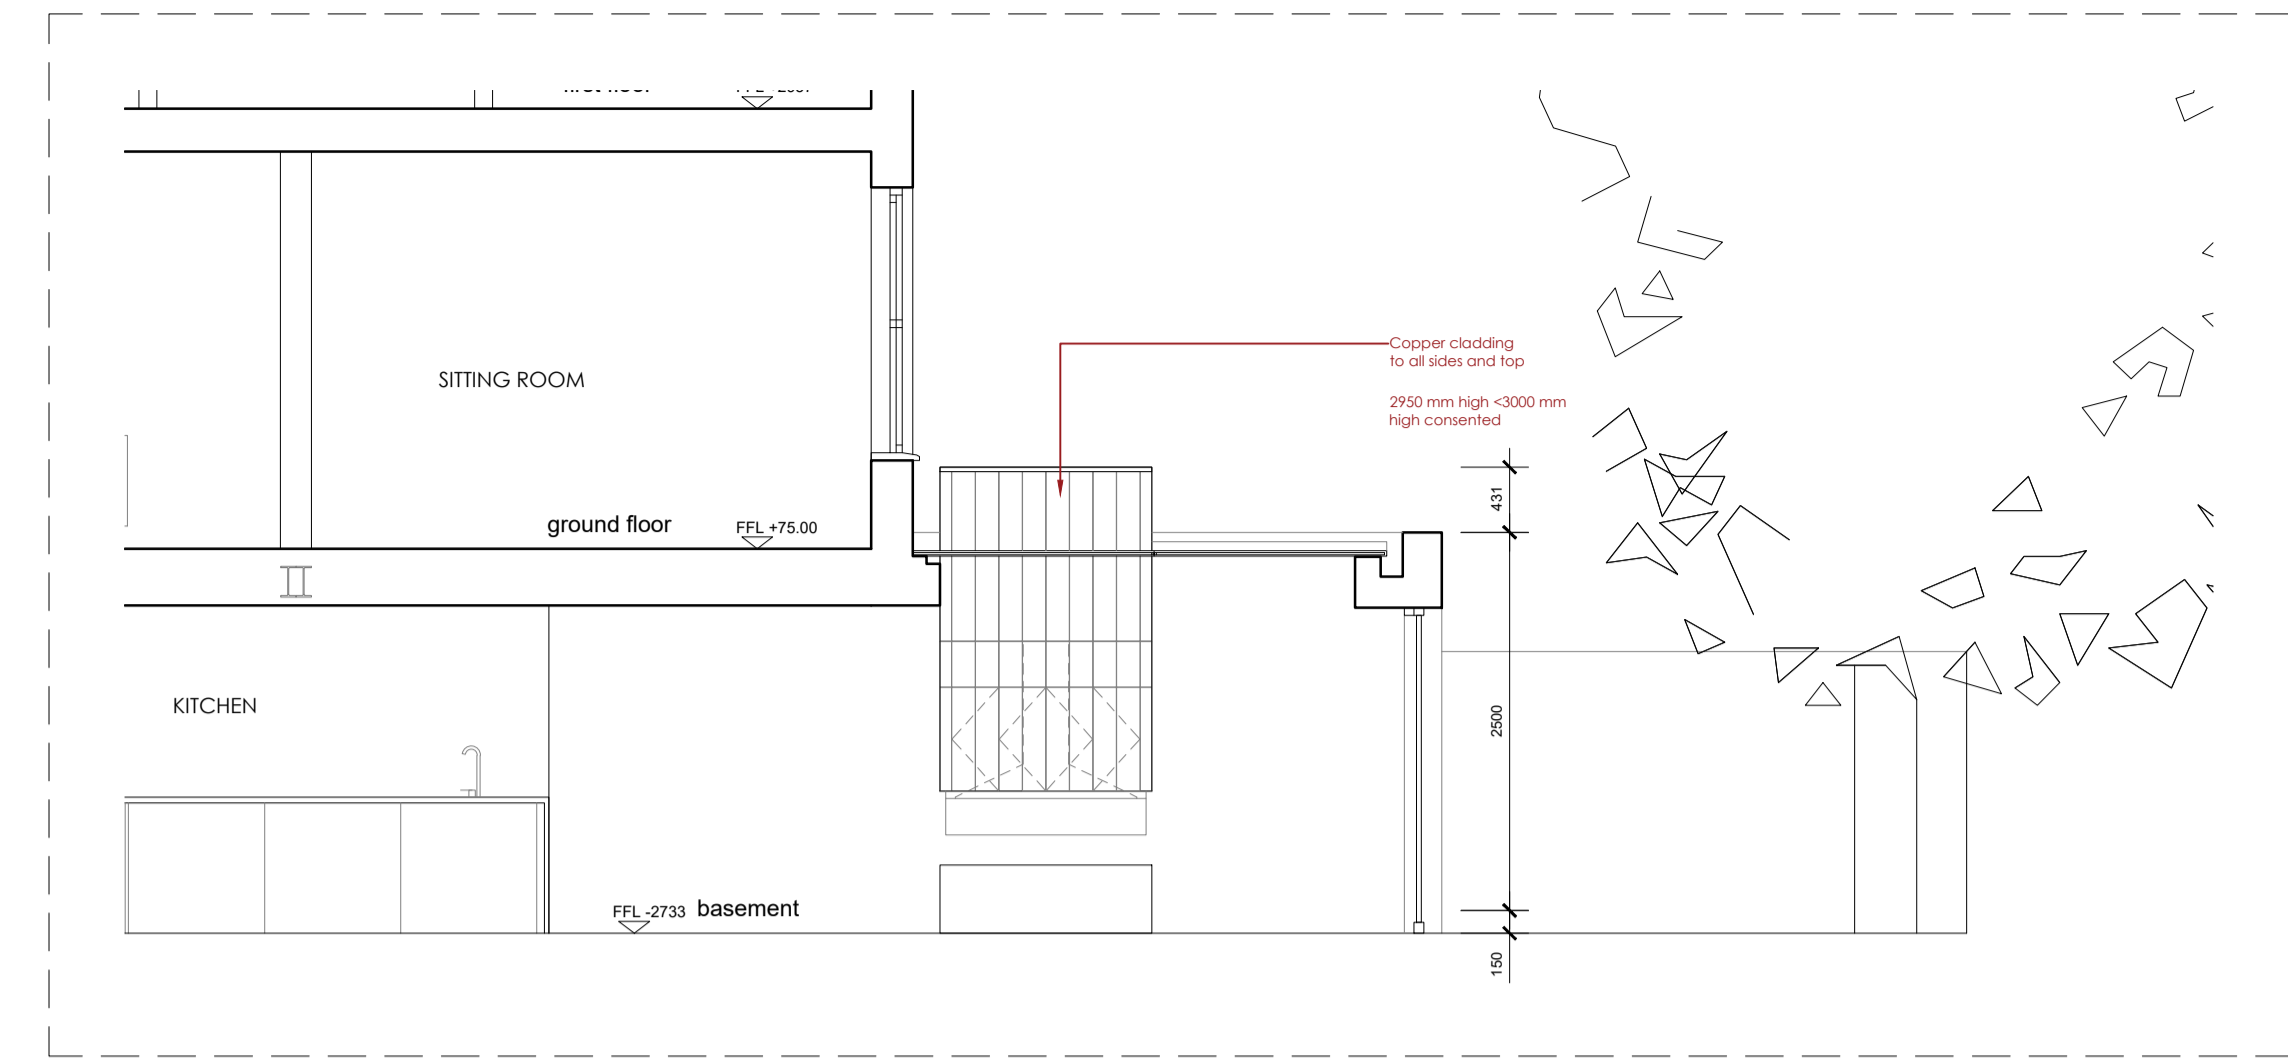 SITTING ROOM
Copper cladding
to all sides and top
2950 mm high <3000 mm
high consented
431
ground floor
FFL +75.00
KITCHEN
2500
FFL -2733
basement
150